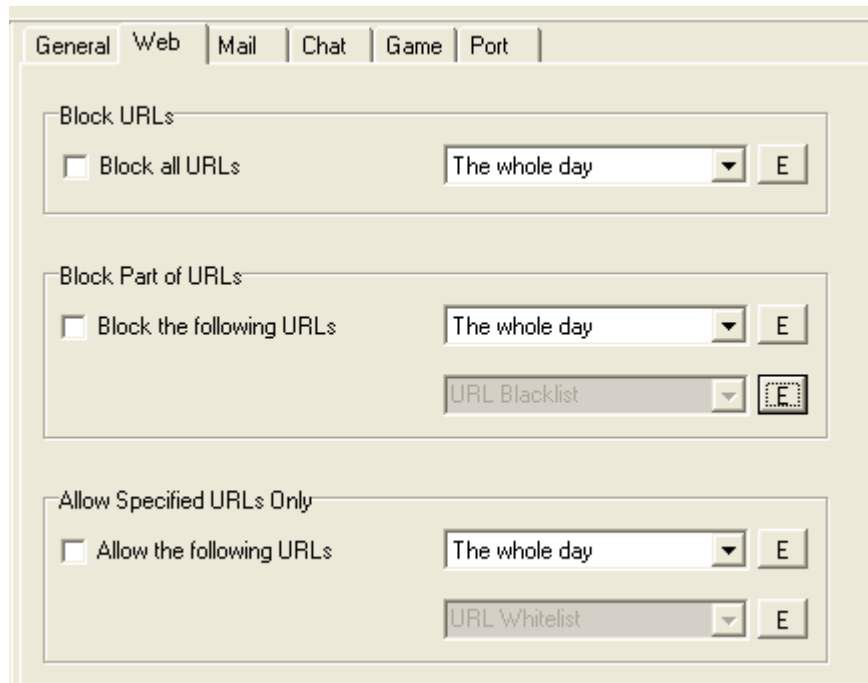 General Web Mail Chat Game Port
Block URLs
Block all URLs The whole day E
Block Part of URLs
Block the following URLs The whole day E
URL Blacklist E
Allow Specified URLs Only
Allow the following URLs The whole day E
URL Whitelist E